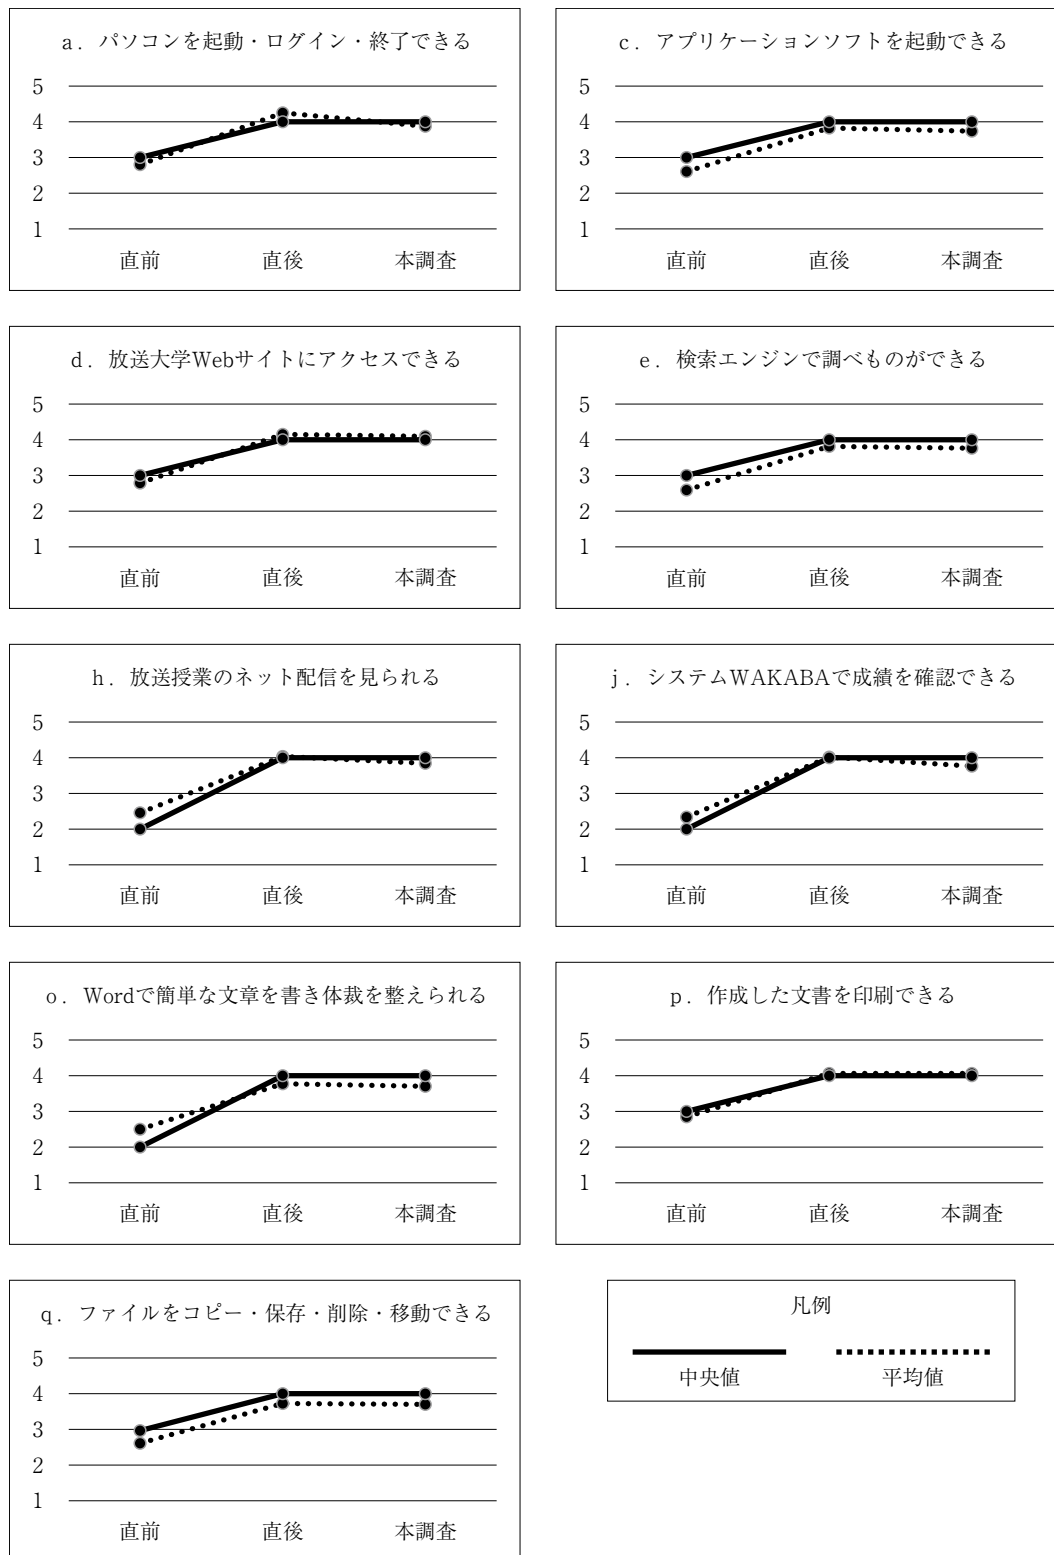 a．パソコンを起動・ログイン・終了できる
5
4
3
2
1
直前 直後 本調査
c．アプリケーションソフトを起動できる
5
4
3
2
1
直前 直後 本調査
d．放送大学Webサイトにアクセスできる
5
4
3
2
1
直前 直後 本調査
e．検索エンジンで調べものができる
5
4
3
2
1
直前 直後 本調査
h．放送授業のネット配信を見られる
5
4
3
2
1
直前 直後 本調査
j．システムWAKABAで成績を確認できる
5
4
3
2
1
直前 直後 本調査
o．Wordで簡単な文章を書き体裁を整えられる
5
4
3
2
1
直前 直後 本調査
p．作成した文書を印刷できる
5
4
3
2
1
直前 直後 本調査
q．ファイルをコピー・保存・削除・移動できる
5
4
3
2
1
直前 直後 本調査
凡例
中央値 平均値